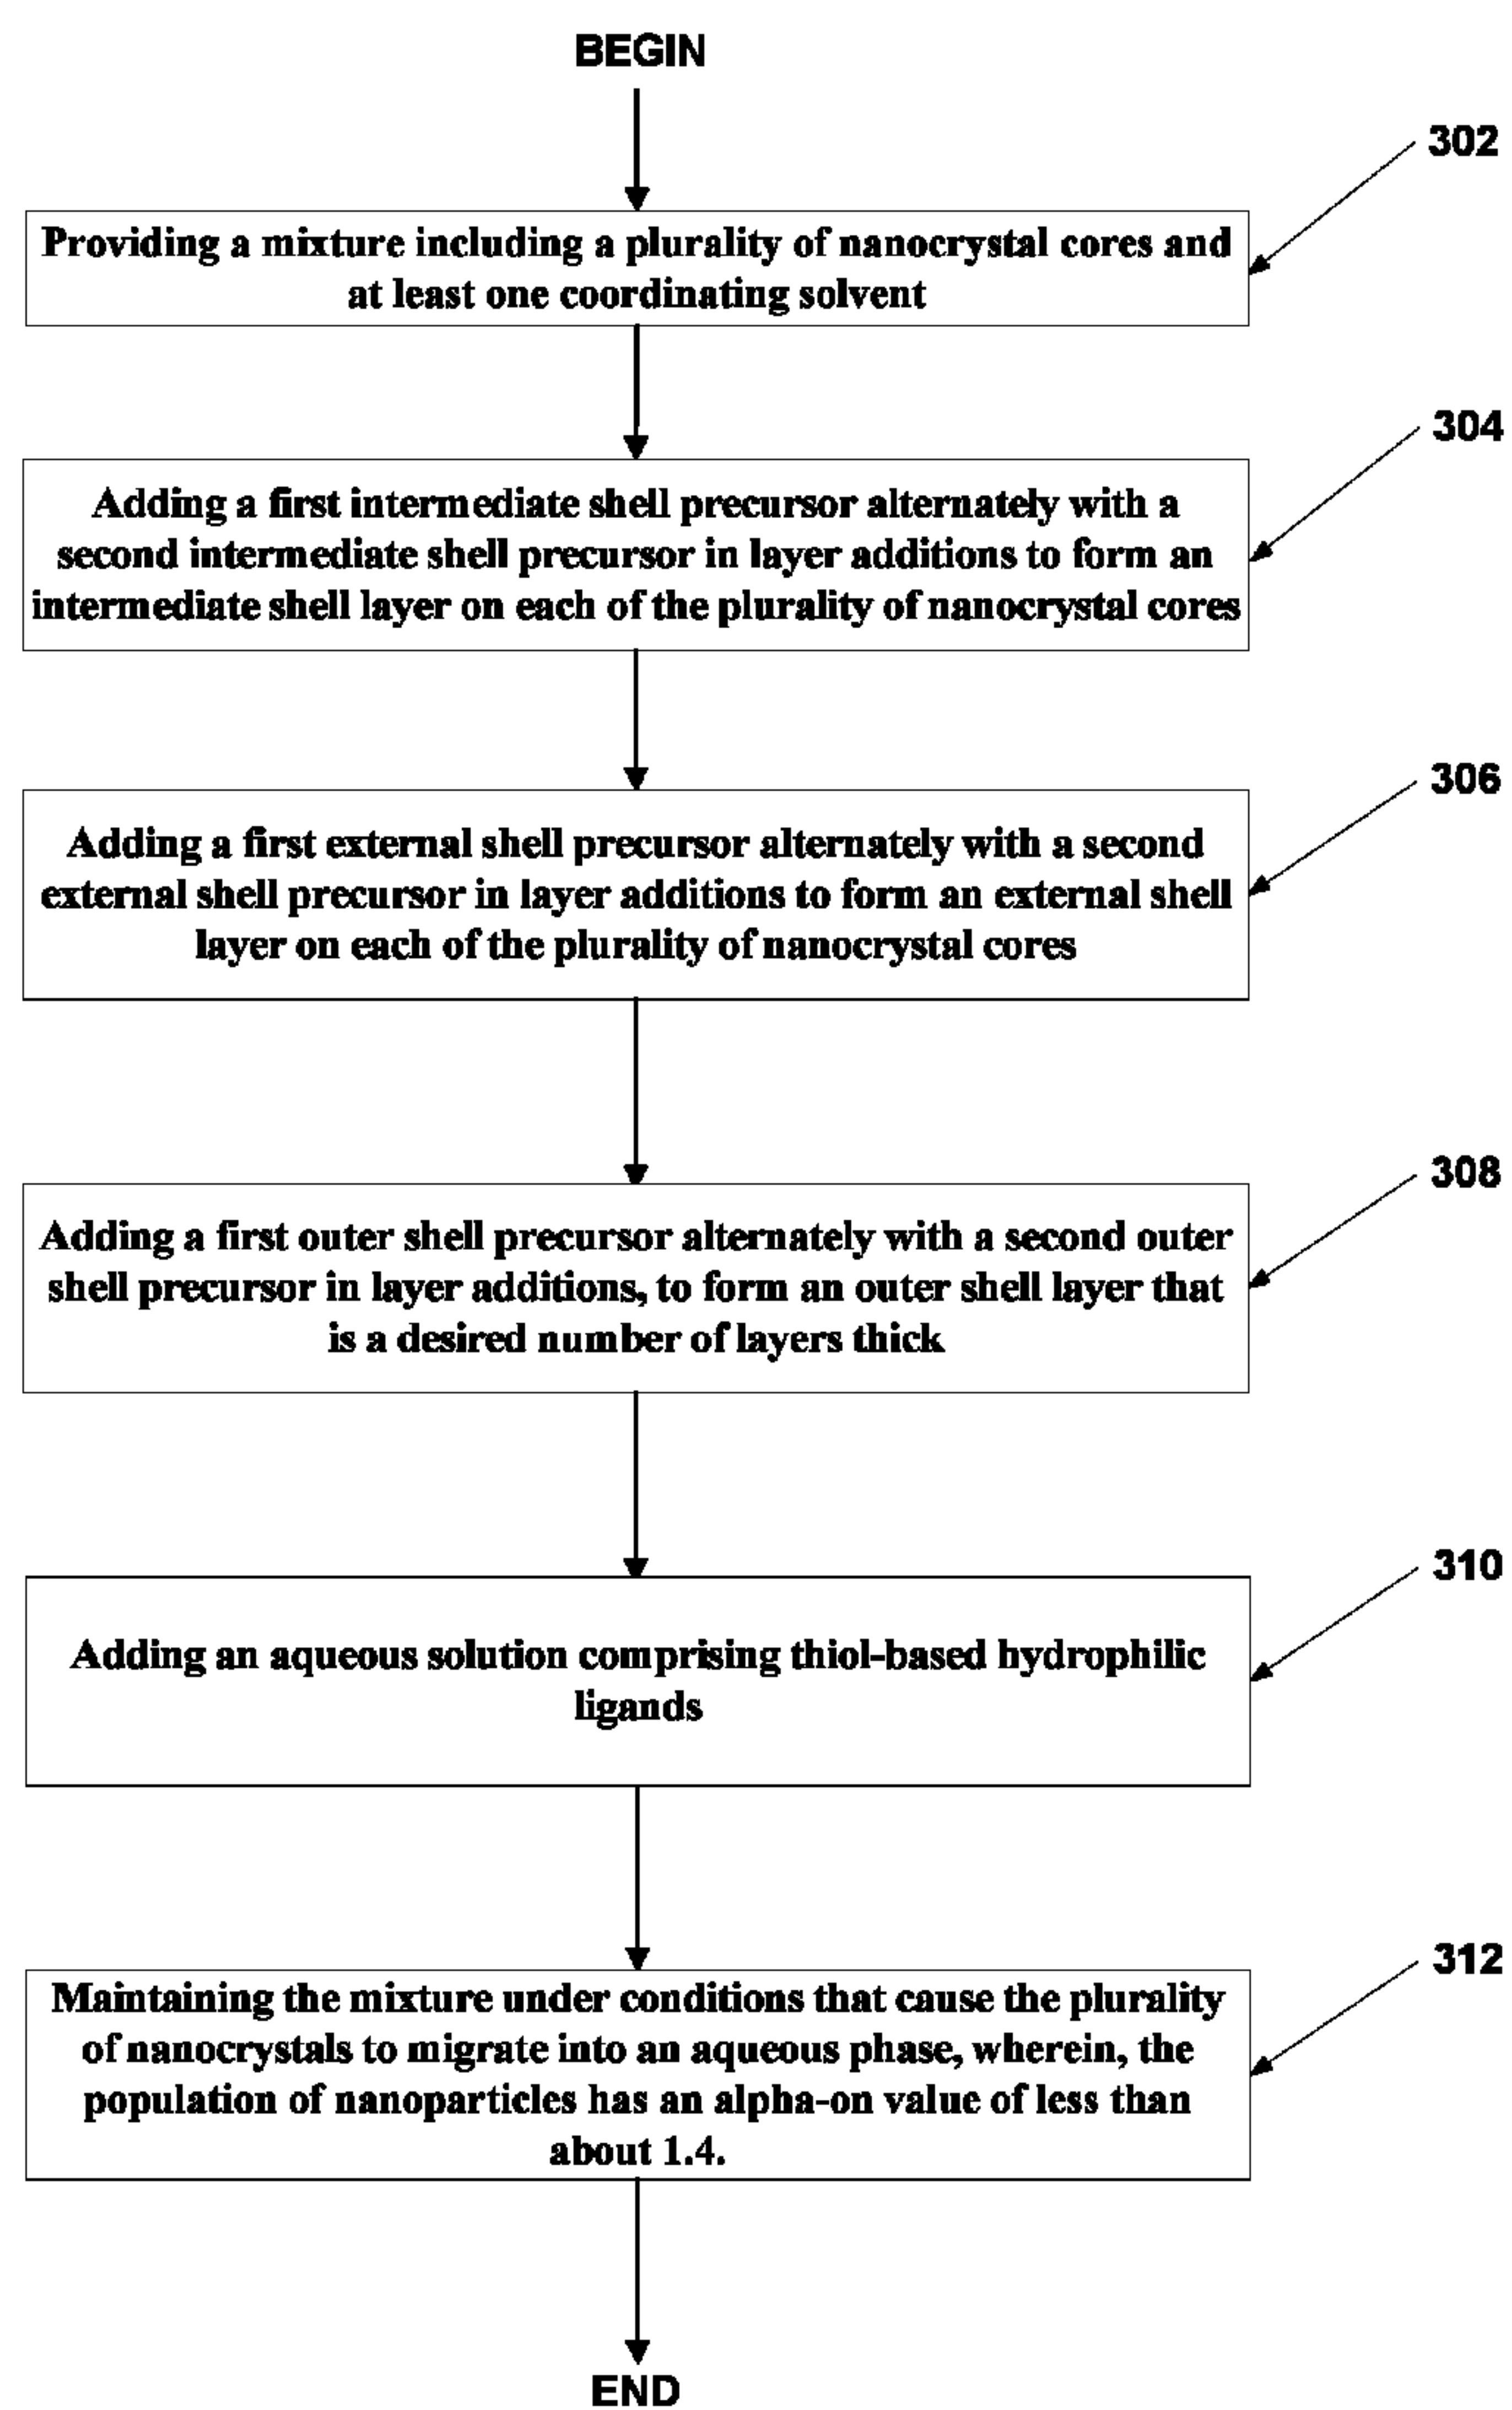 BEGIN
302
Providing a mixture including a plurality of nanocrystal cores and
at least one coordinating solvent
304
Adding a first intermediate shell precursor alternately with a
second intermediate shell precursor in layer additions to form an
intermediate shell layer on each of the plurality of nanocrystal cores
306
Adding a first external shell precursor alternately with a second
external shell precursor in layer additions to form an external shell
layer on each of the plurality of nanocrystal cores
308
Adding a first outer shell precursor alternately with a second outer
shell precursor in layer additions, to form an outer shell layer that
is a desired number of layers thick
310
Adding an aqueous solution comprising thiol-based hydrophilic
ligands
312
Maintaining the mixture under conditions that cause the plurality
of nanocrystals to migrate into an aqueous phase, wherein, the
population of nanoparticles has an alpha-on value of less than
about 1.4.
END